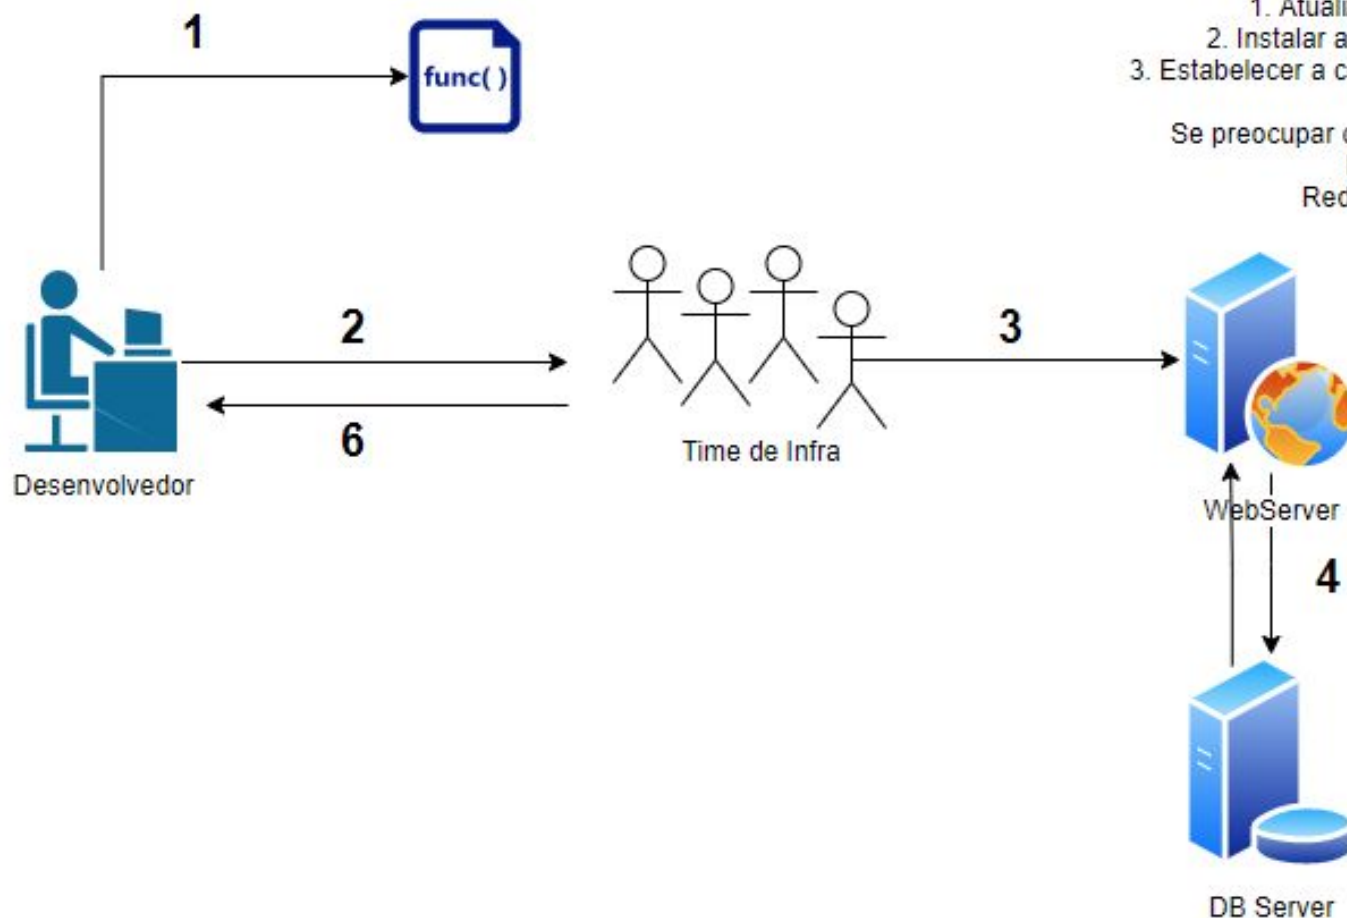 1
func( )
1.
2. Instalar a
3. Estabelecer a
Se preocupar
2
3
6
Time de Infra
Desenvolvedor
WebServer
4
DB Server